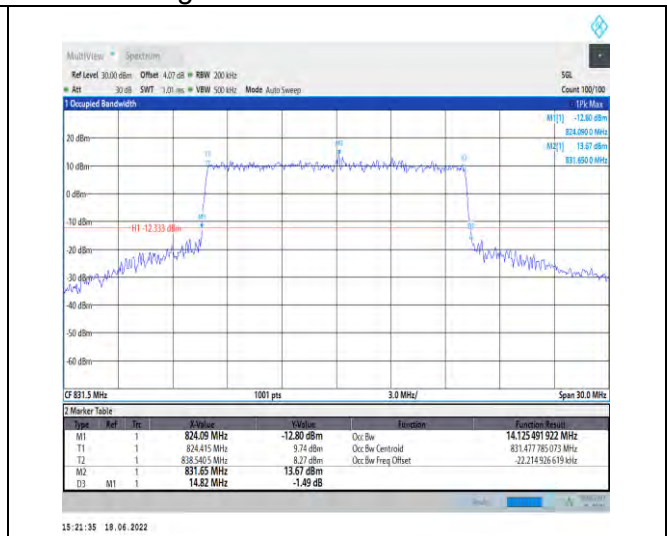 MultiView Spectrum
Ref Level 30.00 dBm Offset 4.07 dB RBW 200 kHz SGL
Att 30 dB SWT 1.01 ms VBW 500 kHz Mode Auto Sweep Count 100/100
1 Occupied Bandwidth 1Pk Max
M1[1] -12.80 dBm
824.090 0 MHz
M2[1] 13.67 dBm
831.650 0 MHz
20 dBm
M2
T1
T2
10 dBm
0 dBm
-10 dBm
M1
H1 -12.333 dBm
D3
-20 dBm
-30 dBm
-40 dBm
-50 dBm
-60 dBm
CF 831.5 MHz 1001 pts 3.0 MHz/ Span 30.0 MHz
2 Marker Table
Type Ref Trc X-Value Y-Value Function Function Result
M1 1 824.09 MHz -12.80 dBm Occ Bw 14.125 491 922 MHz
T1 1 824.415 MHz 9.74 dBm Occ Bw Centroid 831.477 785 073 MHz
T2 1 838.540 5 MHz 8.27 dBm Occ Bw Freq Offset -22.214 926 619 kHz
M2 1 831.65 MHz 13.67 dBm
D3 M1 1 14.82 MHz -1.49 dB
15:21:35 18.06.2022